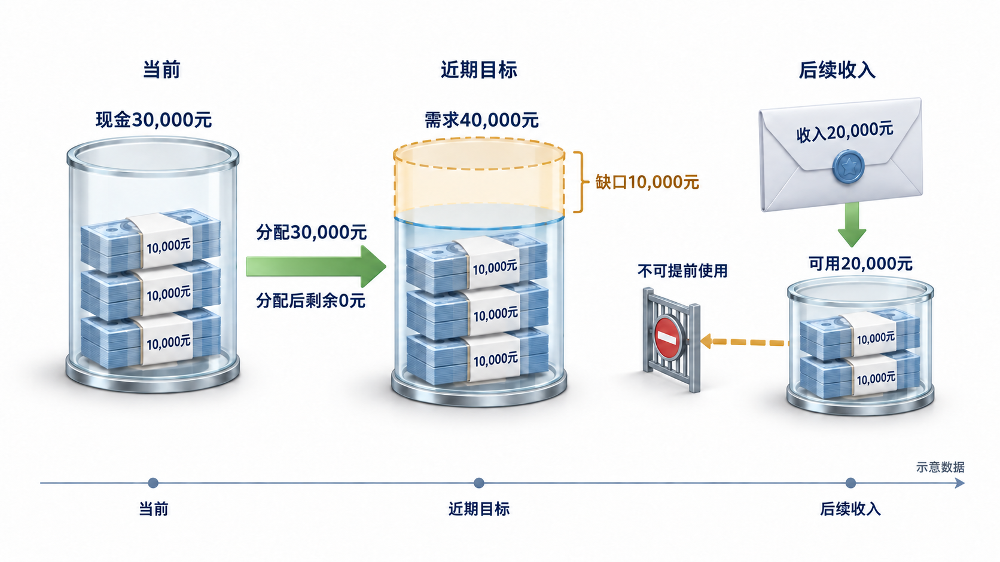 当前
近期目标
后续收入
现金30,000元
需求40,000元
收入20,000元
缺口10,000元
分配30,000元
分配后剩余0元
不可提前使用
可用20,000元
10,000元
10,000元
10,000元
10,000元
10,000元
10,000元
10,000元
10,000元
示意数据
当前
近期目标
后续收入